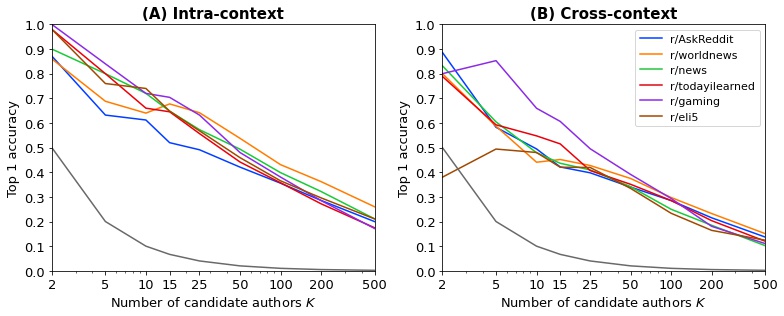 (A) Intra-context
Top 1 accuracy
1.0
0.9
0.8
0.7
0.6
0.5
0.4
0.3
0.2
0.1
0.0
2 5 10 15 25 50 100 200 500
Number of candidate authors K
(B) Cross-context
Top 1 accuracy
1.0
0.9
0.8
0.7
0.6
0.5
0.4
0.3
0.2
0.1
0.0
r/AskReddit
r/worldnews
r/news
r/todayilearned
r/gaming
r/eli5
2 5 10 15 25 50 100 200 500
Number of candidate authors K